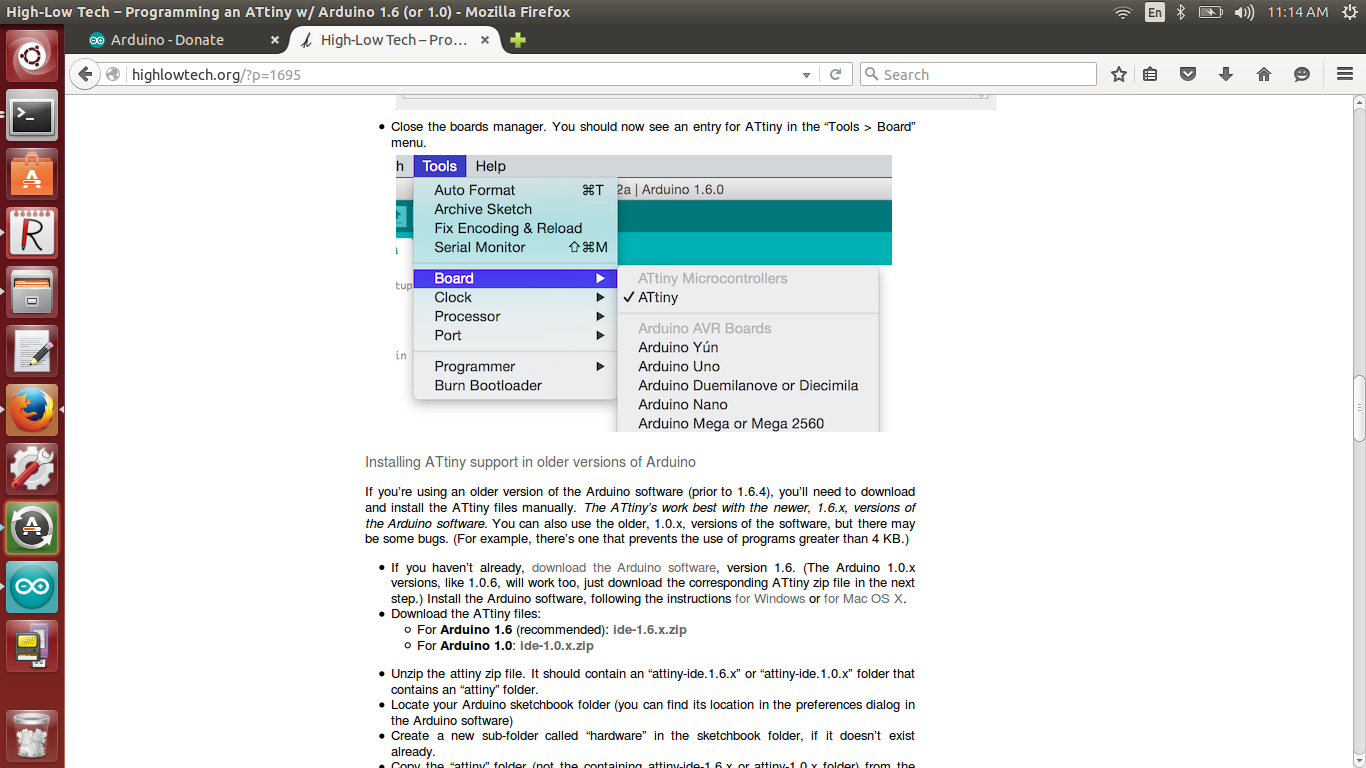 High-Low Tech – Programming an ATtiny w/ Arduino 1.6 (or 1.0) - Mozilla Firefox
En
11:14 AM
Arduino - Donate
High-Low Tech – Pro...
highlowtech.org/?p=1695
Search
Close the boards manager. You should now see an entry for ATtiny in the “Tools > Board”
menu.
h Tools Help
Auto Format ⌘T
2a | Arduino 1.6.0
Archive Sketch
Fix Encoding & Reload
Serial Monitor ⇧⌘M
Board
Clock
Processor
Port
Programmer
Burn Bootloader
ATtiny Microcontrollers
✓ ATtiny
Arduino AVR Boards
Arduino Yún
Arduino Uno
Arduino Duemilanove or Diecimila
Arduino Nano
Arduino Mega or Mega 2560
tup
in
Installing ATtiny support in older versions of Arduino
If you’re using an older version of the Arduino software (prior to 1.6.4), you’ll need to download
and install the ATtiny files manually. The ATtiny’s work best with the newer, 1.6.x, versions of
the Arduino software. You can also use the older, 1.0.x, versions of the software, but there may
be some bugs. (For example, there’s one that prevents the use of programs greater than 4 KB.)
If you haven’t already, download the Arduino software, version 1.6. (The Arduino 1.0.x
versions, like 1.0.6, will work too, just download the corresponding ATtiny zip file in the next
step.) Install the Arduino software, following the instructions for Windows or for Mac OS X.
Download the ATtiny files:
For Arduino 1.6 (recommended): ide-1.6.x.zip
For Arduino 1.0: ide-1.0.x.zip
Unzip the attiny zip file. It should contain an “attiny-ide.1.6.x” or “attiny-ide.1.0.x” folder that
contains an “attiny” folder.
Locate your Arduino sketchbook folder (you can find its location in the preferences dialog in
the Arduino software)
Create a new sub-folder called “hardware” in the sketchbook folder, if it doesn’t exist
already.
Copy the “attiny” folder (not the containing attiny-ide-1.6.x or attiny-1.0.x folder) from the